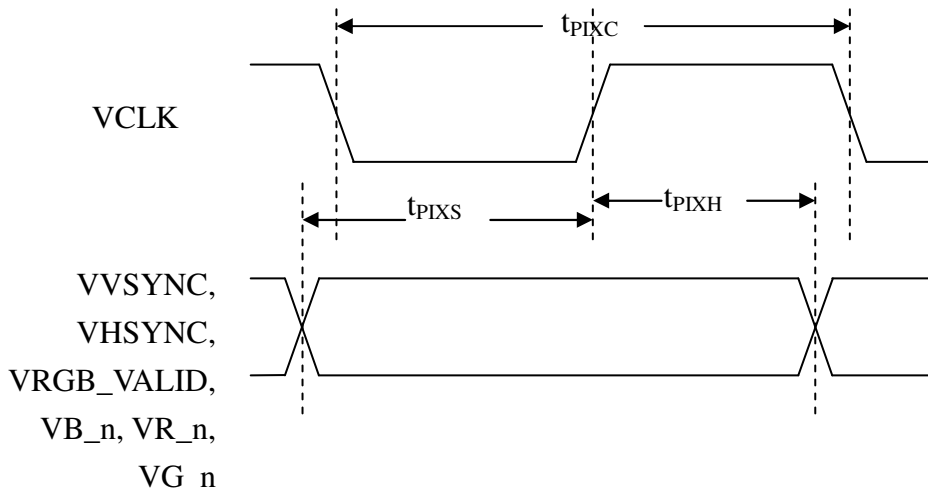 tPIXC
VCLK
tPIXS
tPIXH
VVSYNC,
VHSYNC,
VRGB_VALID,
VB_n, VR_n,
VG_n